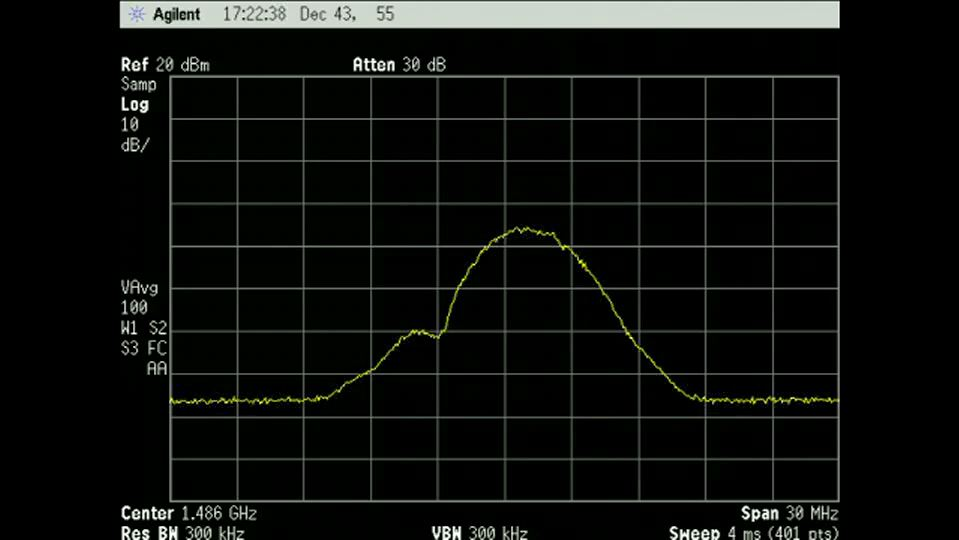 Agilent 17:22:38 Dec 43, 55
Ref 20 dBm Atten 30 dB
Samp
Log
10
dB/
VAvg
100
W1 S2
S3 FC
AA
Center 1.486 GHz Span 30 MHz
Res BW 300 kHz VBW 300 kHz Sweep 4 ms (401 pts)